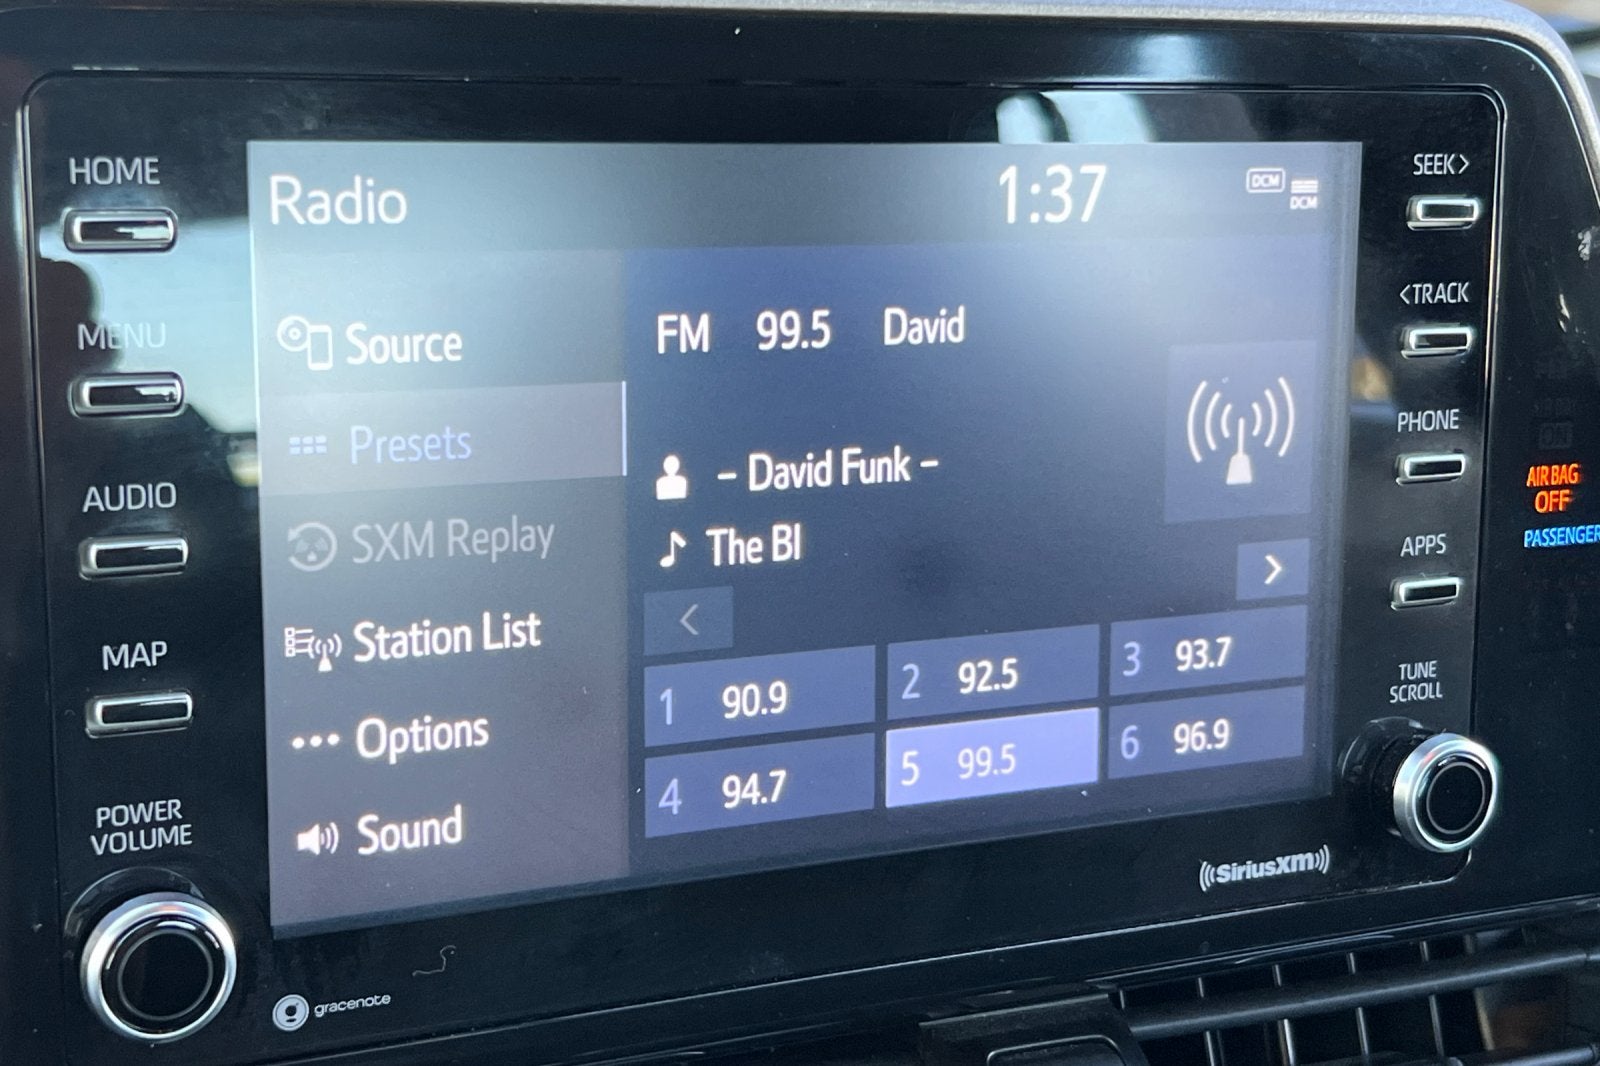 HOME
MENU
AUDIO
MAP
POWER
VOLUME
Radio
1:37
DCM
DCM
Source
Presets
SXM Replay
Station List
Options
Sound
FM 99.5 David
– David Funk –
The Bl
<
>
1 90.9
2 92.5
3 93.7
4 94.7
5 99.5
6 96.9
SEEK>
<TRACK
PHONE
APPS
TUNE
SCROLL
AIR BAG
OFF
PASSENGER
SiriusXM
gracenote